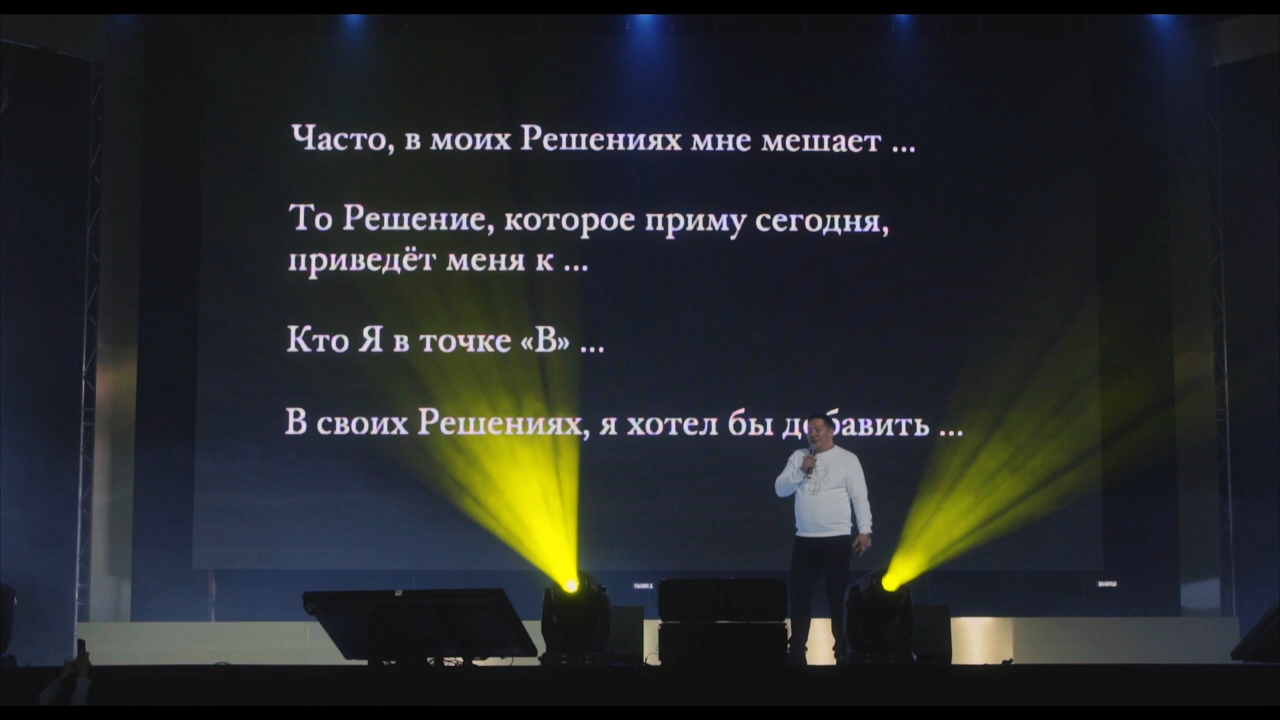 Часто, в моих Решениях мне мешает ...
То Решение, которое приму сегодня,
приведёт меня к ...
Кто Я в точке «В» ...
В своих Решениях, я хотел бы добавить ...